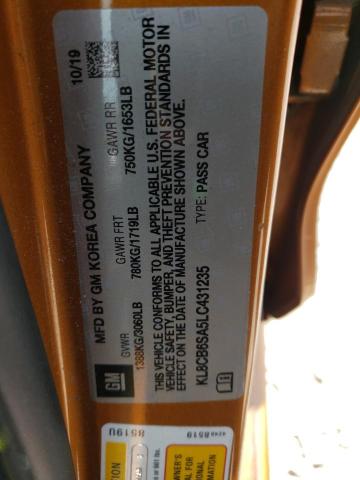 MFD BY GM KOREA COMPANY 10/19
GVWR GAWR FRT GAWR RR
1388KG/3060LB 780KG/1719LB 750KG/1653LB
THIS VEHICLE CONFORMS TO ALL APPLICABLE U.S. FEDERAL MOTOR
VEHICLE SAFETY, BUMPER, AND THEFT PREVENTION STANDARDS IN
EFFECT ON THE DATE OF MANUFACTURE SHOWN ABOVE.
KL8CB6SA5LC431235 TYPE: PASS CAR
GM
8519U
42488519